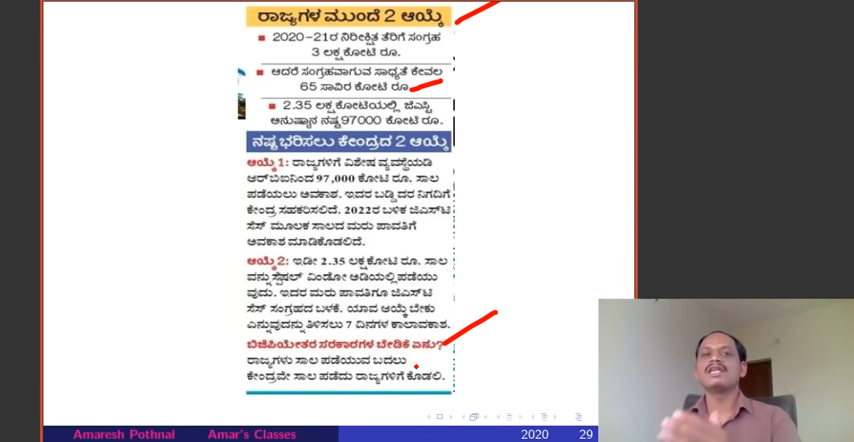 ರಾಜ್ಯಗಳ ಮುಂದೆ 2 ಆಯ್ಕೆ
■ 2020-21ರ ನಿರೀಕ್ಷಿತ ತೆರಿಗೆ ಸಂಗ್ರಹ
3 ಲಕ್ಷ ಕೋಟಿ ರೂ.
■ ಆದರೆ ಸಂಗ್ರಹವಾಗುವ ಸಾಧ್ಯತೆ ಕೇವಲ
65 ಸಾವಿರ ಕೋಟಿ ರೂ.
■ 2.35 ಲಕ್ಷ ಕೋಟಿಯಲ್ಲಿ ಜಿಎಸ್ಟಿ
ಅನುಷ್ಠಾನ ನಷ್ಟ 97000 ಕೋಟಿ ರೂ.
ನಷ್ಟ ಭರಿಸಲು ಕೇಂದ್ರದ 2 ಆಯ್ಕೆ
ಆಯ್ಕೆ 1: ರಾಜ್ಯಗಳಿಗೆ ವಿಶೇಷ ವ್ಯವಸ್ಥೆಯಡಿ
ಆರ್‌ಬಿಐನಿಂದ 97,000 ಕೋಟಿ ರೂ. ಸಾಲ
ಪಡೆಯಲು ಅವಕಾಶ. ಇದರ ಬಡ್ಡಿ ದರ ನಿಗದಿಗೆ
ಕೇಂದ್ರ ಸಹಕರಿಸಲಿದೆ. 2022ರ ಬಳಿಕ ಜಿಎಸ್‌ಟಿ
ಸೆಸ್ ಮೂಲಕ ಸಾಲದ ಮರು ಪಾವತಿಗೆ
ಅವಕಾಶ ಮಾಡಿಕೊಡಲಿದೆ.
ಆಯ್ಕೆ 2: ಇಡೀ 2.35 ಲಕ್ಷ ಕೋಟಿ ರೂ. ಸಾಲ
ವನ್ನು ಸ್ಪೆಷಲ್ ವಿಂಡೋ ಅಡಿಯಲ್ಲಿ ಪಡೆಯು
ವುದು. ಇದರ ಮರು ಪಾವತಿಗೂ ಜಿಎಸ್‌ಟಿ
ಸೆಸ್ ಸಂಗ್ರಹದ ಬಳಕೆ. ಯಾವ ಆಯ್ಕೆ ಬೇಕು
ಎನ್ನುವುದನ್ನು ತಿಳಿಸಲು 7 ದಿನಗಳ ಕಾಲಾವಕಾಶ.
ಬಿಜೆಪಿಯೇತರ ಸರಕಾರಗಳ ಬೇಡಿಕೆ ಏನು?
ರಾಜ್ಯಗಳು ಸಾಲ ಪಡೆಯುವ ಬದಲು
ಕೇಂದ್ರವೇ ಸಾಲ ಪಡೆದು ರಾಜ್ಯಗಳಿಗೆ ಕೊಡಲಿ.
Amaresh Pothnal Amar's Classes 2020 29